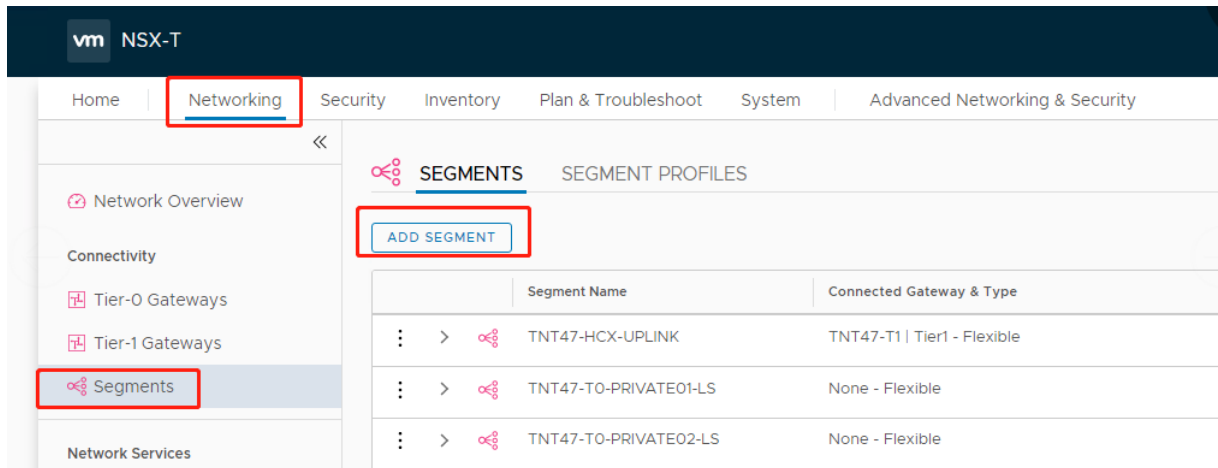 vm NSX-T
Home Networking Security Inventory Plan & Troubleshoot System Advanced Networking & Security
SEGMENTS SEGMENT PROFILES
Network Overview
ADD SEGMENT
Connectivity
Segment Name Connected Gateway & Type
Tier-0 Gateways
TNT47-HCX-UPLINK TNT47-T1 | Tier1 - Flexible
Tier-1 Gateways
Segments
TNT47-T0-PRIVATE01-LS None - Flexible
TNT47-T0-PRIVATE02-LS None - Flexible
Network Services